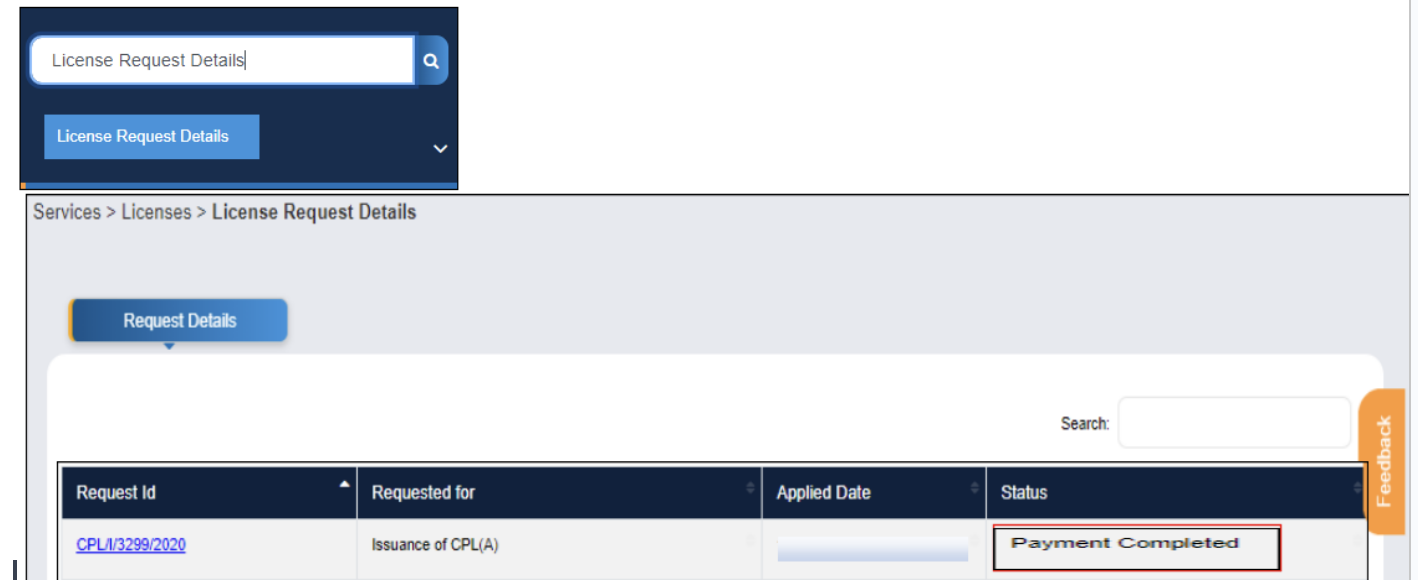 License Request Details
License Request Details
Services > Licenses > License Request Details
Request Details
Search:
Feedback
Request Id Requested for Applied Date Status
CPL/I/3299/2020 Issuance of CPL(A) Payment Completed